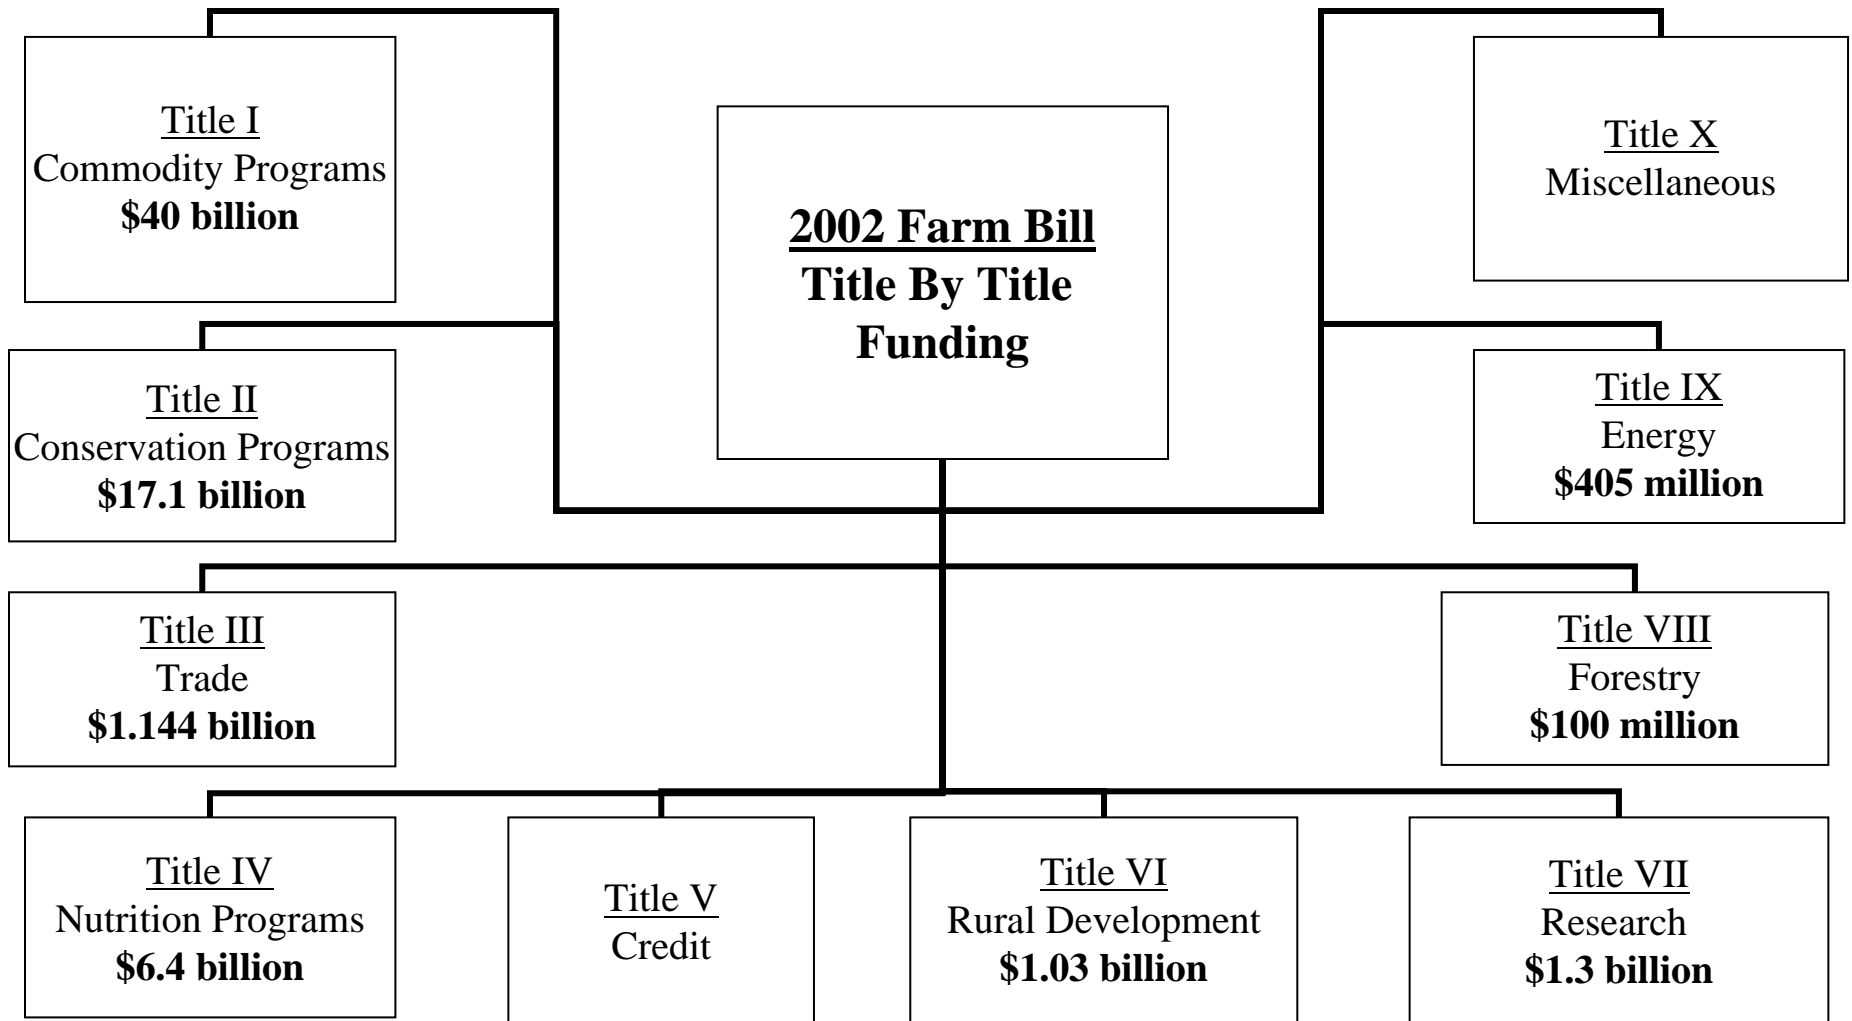 2002 Farm Bill
Title By Title
Funding
Title I
Commodity Programs
$40 billion
Title II
Conservation Programs
$17.1 billion
Title III
Trade
$1.144 billion
Title IV
Nutrition Programs
$6.4 billion
Title V
Credit
Title VI
Rural Development
$1.03 billion
Title VII
Research
$1.3 billion
Title VIII
Forestry
$100 million
Title IX
Energy
$405 million
Title X
Miscellaneous